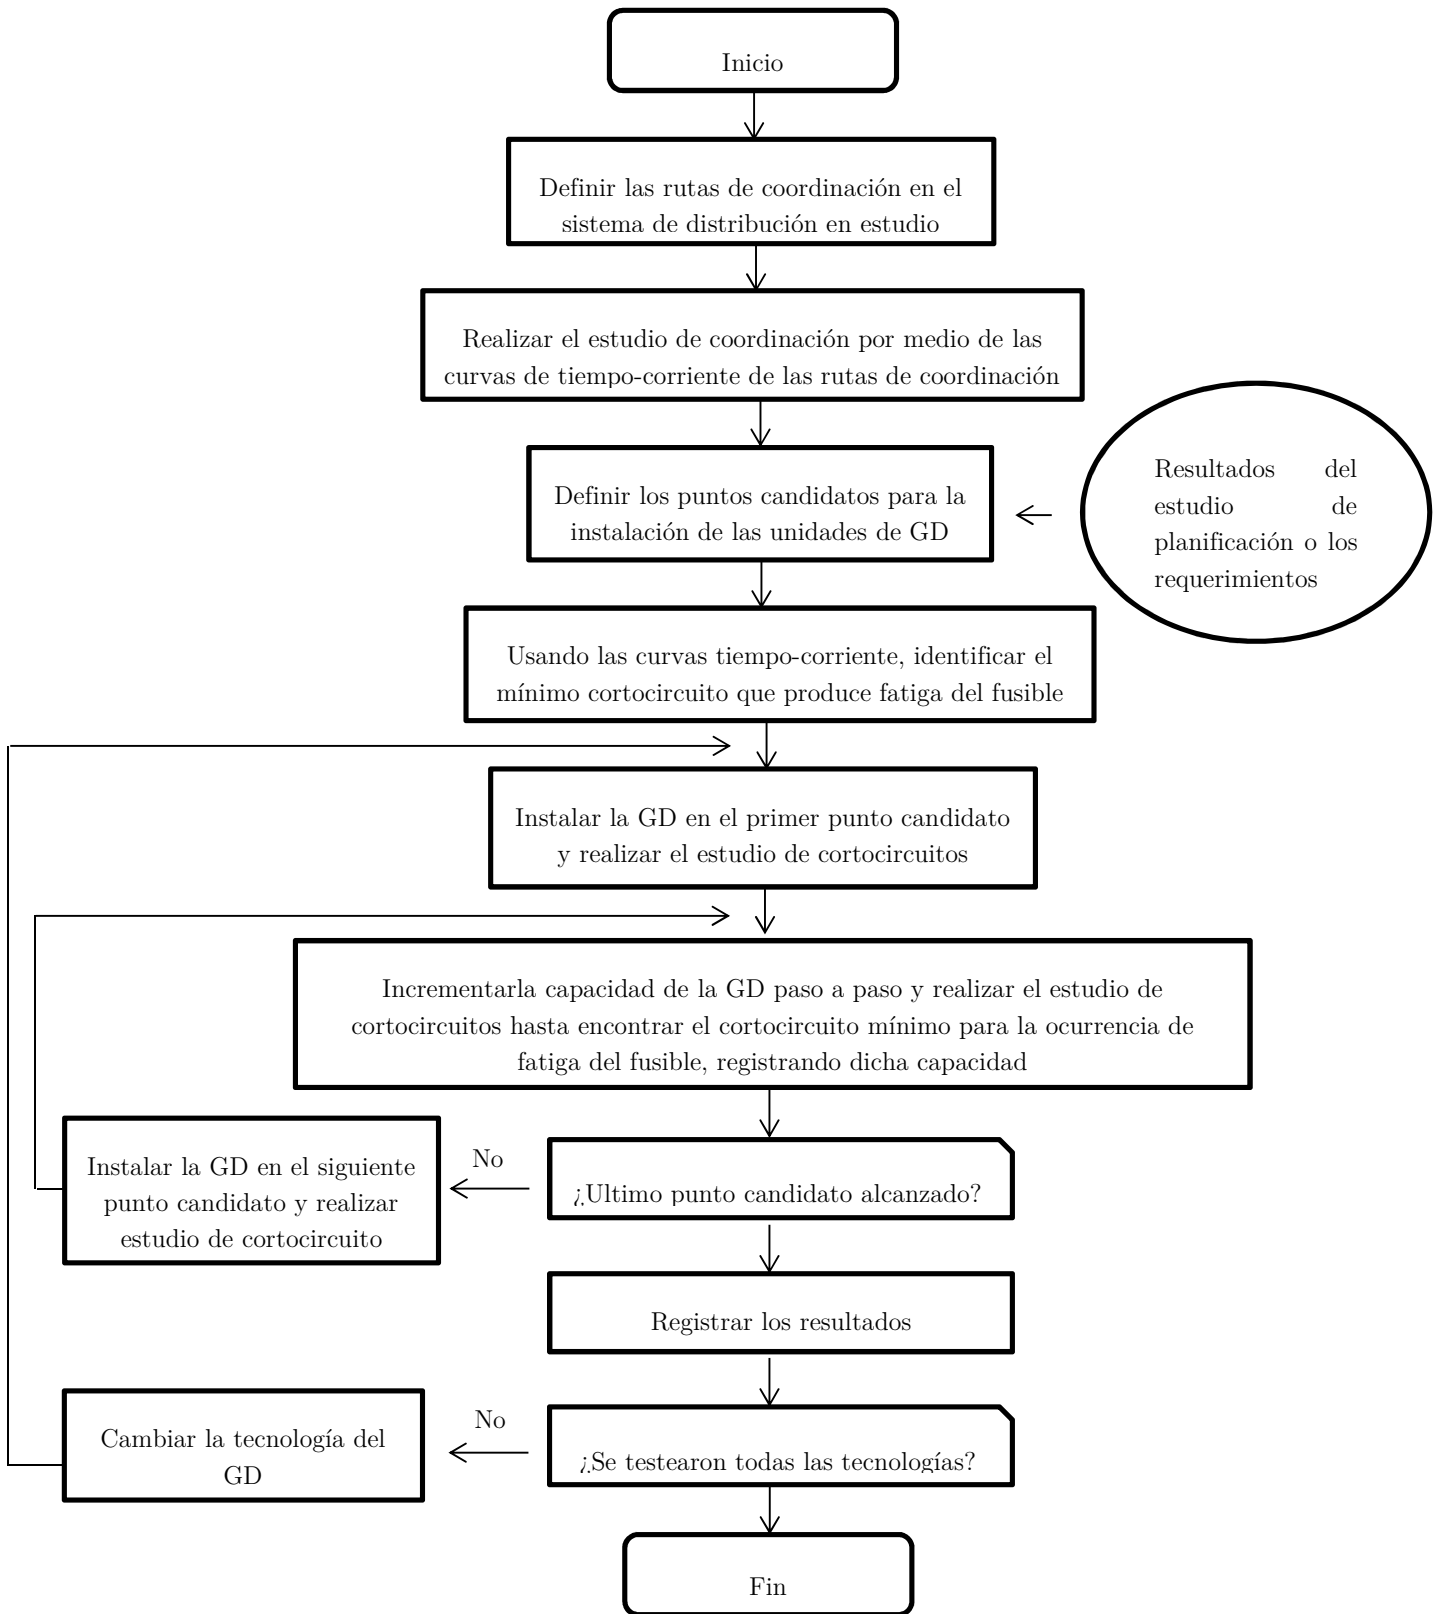 Inicio
Definir las rutas de coordinación en el
sistema de distribución en estudio
Realizar el estudio de coordinación por medio de las
curvas de tiempo-corriente de las rutas de coordinación
Definir los puntos candidatos para la
instalación de las unidades de GD
Resultados del
estudio de
planificación o los
requerimientos
Usando las curvas tiempo-corriente, identificar el
mínimo cortocircuito que produce fatiga del fusible
Instalar la GD en el primer punto candidato
y realizar el estudio de cortocircuitos
Incrementarla capacidad de la GD paso a paso y realizar el estudio de
cortocircuitos hasta encontrar el cortocircuito mínimo para la ocurrencia de
fatiga del fusible, registrando dicha capacidad
Instalar la GD en el siguiente
punto candidato y realizar
estudio de cortocircuito
No
¿Ultimo punto candidato alcanzado?
Registrar los resultados
Cambiar la tecnología del
GD
No
¿Se testearon todas las tecnologías?
Fin